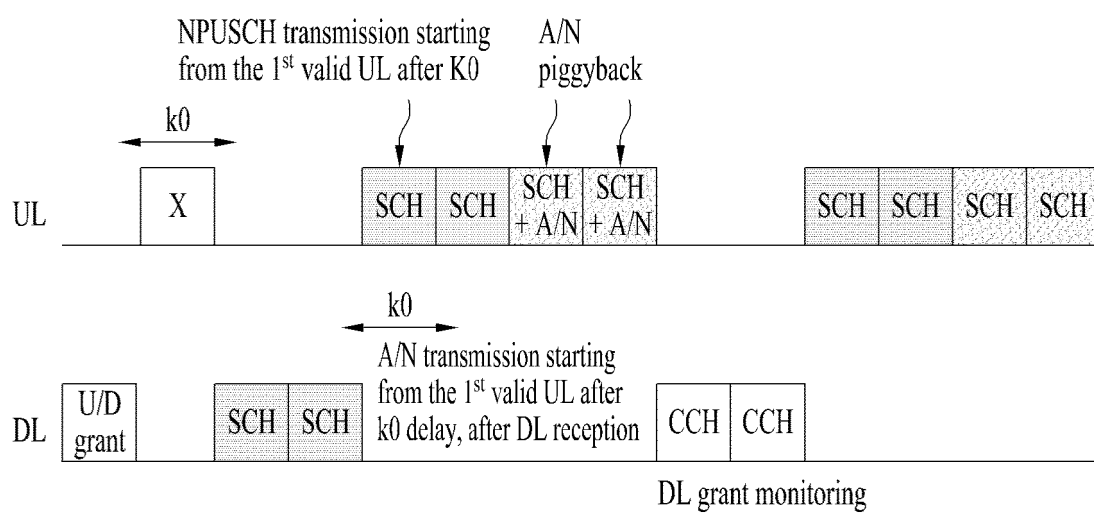 NPUSCH transmission starting
from the 1st valid UL after K0
A/N
piggyback
k0
UL
X
SCH
SCH
SCH
+ A/N
SCH
+ A/N
SCH
SCH
SCH
SCH
k0
A/N transmission starting
from the 1st valid UL after
k0 delay, after DL reception
DL
U/D
grant
SCH
SCH
CCH
CCH
DL grant monitoring